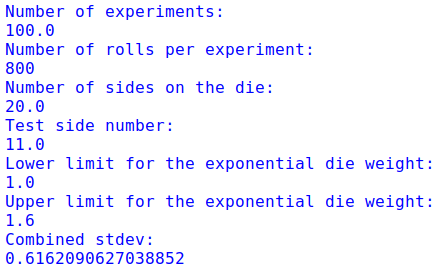 Number of experiments:
100.0
Number of rolls per experiment:
800
Number of sides on the die:
20.0
Test side number:
11.0
Lower limit for the exponential die weight:
1.0
Upper limit for the exponential die weight:
1.6
Combined stdev:
0.6162090627038852